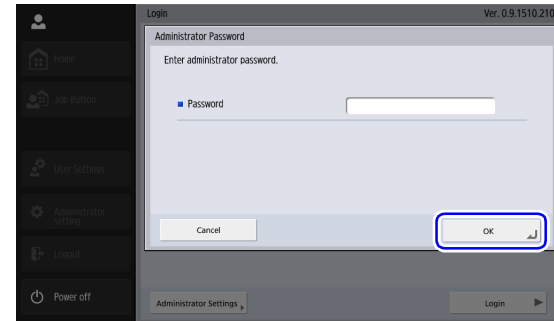 Login
Ver. 0.9.1510.210
Administrator Password
Enter administrator password.
Password
Cancel
OK
Home
Job Button
User Settings
Administrator
setting
Logout
Power off
Administrator Settings
Login